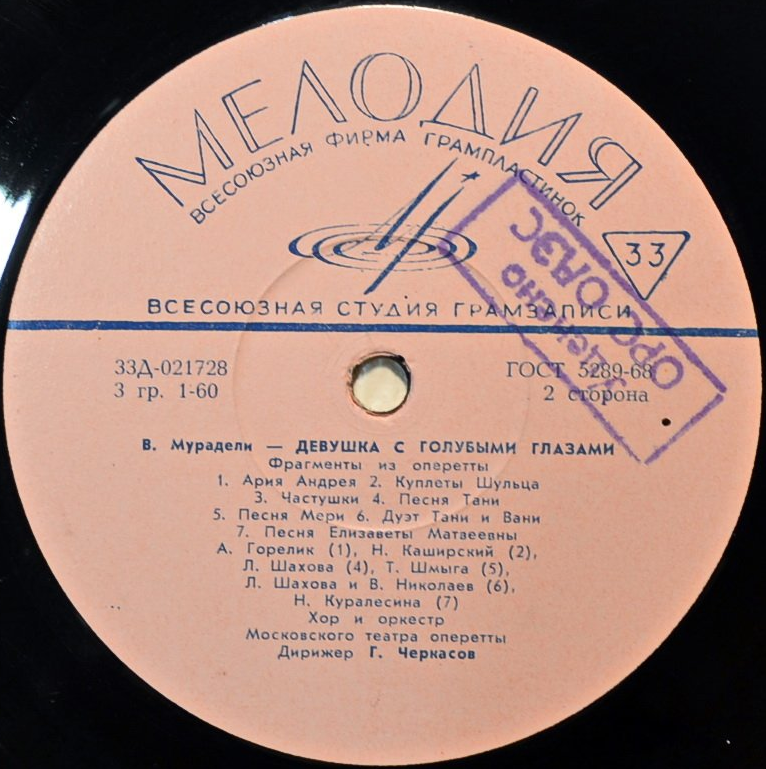 МЕЛОДИЯ
ВСЕСОЮЗНАЯ ФИРМА ГРАМПЛАСТИНОК
33
ВСЕСОЮЗНАЯ СТУДИЯ ГРАМЗАПИСИ
33Д-021728
3 гр. 1-60
ГОСТ 5289-68
2 сторона
Уценено
ОРС ОАЭС
В. Мурадели — ДЕВУШКА С ГОЛУБЫМИ ГЛАЗАМИ
Фрагменты из оперетты
1. Ария Андрея 2. Куплеты Шульца
3. Частушки 4. Песня Тани
5. Песня Мери 6. Дуэт Тани и Вани
7. Песня Елизаветы Матвеевны
А. Горелик (1), Н. Каширский (2),
Л. Шахова (4), Т. Шмыга (5),
Л. Шахова и В. Николаев (6),
Н. Куралесина (7)
Хор и оркестр
Московского театра оперетты
Дирижер Г. Черкасов